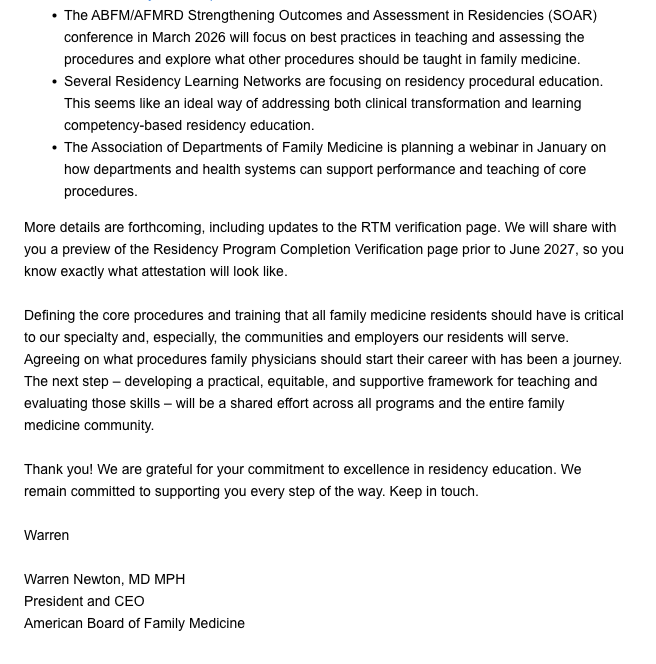 • The ABFM/AFMRD Strengthening Outcomes and Assessment in Residencies (SOAR)
conference in March 2026 will focus on best practices in teaching and assessing the
procedures and explore what other procedures should be taught in family medicine.
• Several Residency Learning Networks are focusing on residency procedural education.
This seems like an ideal way of addressing both clinical transformation and learning
competency-based residency education.
• The Association of Departments of Family Medicine is planning a webinar in January on
how departments and health systems can support performance and teaching of core
procedures.
More details are forthcoming, including updates to the RTM verification page. We will share with
you a preview of the Residency Program Completion Verification page prior to June 2027, so you
know exactly what attestation will look like.
Defining the core procedures and training that all family medicine residents should have is critical
to our specialty and, especially, the communities and employers our residents will serve.
Agreeing on what procedures family physicians should start their career with has been a journey.
The next step – developing a practical, equitable, and supportive framework for teaching and
evaluating those skills – will be a shared effort across all programs and the entire family
medicine community.
Thank you! We are grateful for your commitment to excellence in residency education. We
remain committed to supporting you every step of the way. Keep in touch.
Warren
Warren Newton, MD MPH
President and CEO
American Board of Family Medicine